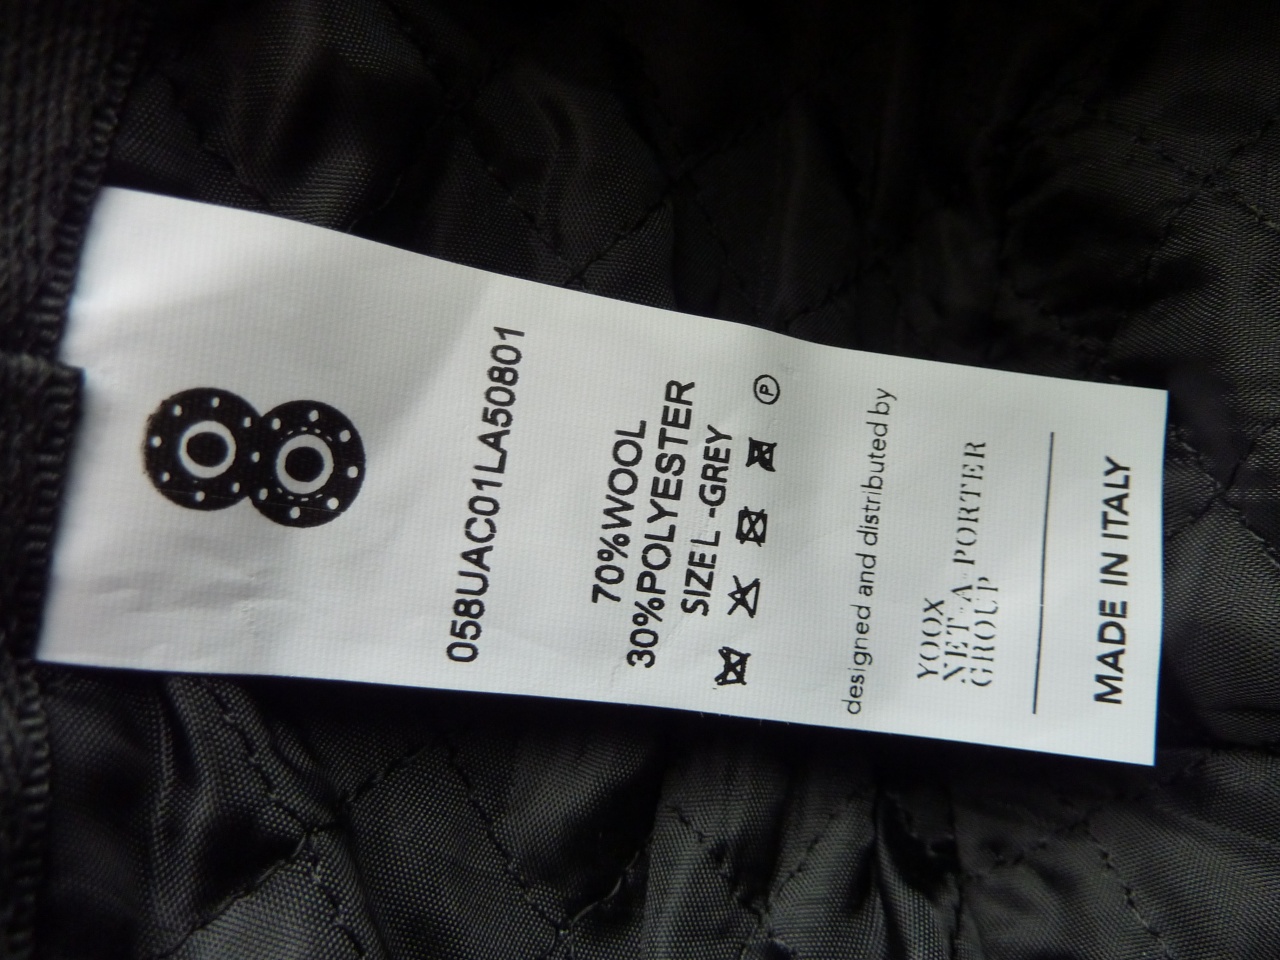 058UAC01LA50801
70%WOOL
30%POLYESTER
SIZE L -GREY
P
designed and distributed by
YOOX
NET-A-PORTER
GROUP
MADE IN ITALY